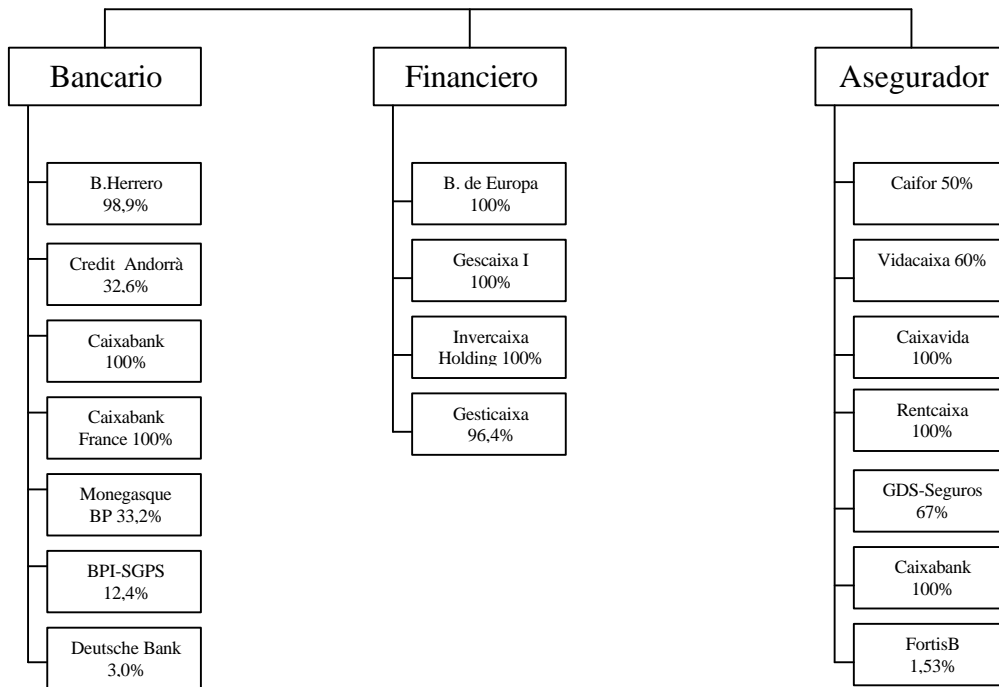 Bancario
B.Herrero
98,9%
Credit Andorrà
32,6%
Caixabank
100%
Caixabank
France 100%
Monegasque
BP 33,2%
BPI-SGPS
12,4%
Deutsche Bank
3,0%
Financiero
B. de Europa
100%
Gescaixa I
100%
Invercaixa
Holding 100%
Gesticaixa
96,4%
Asegurador
Caifor 50%
Vidacaixa 60%
Caixavida
100%
Rentcaixa
100%
GDS-Seguros
67%
Caixabank
100%
FortisB
1,53%